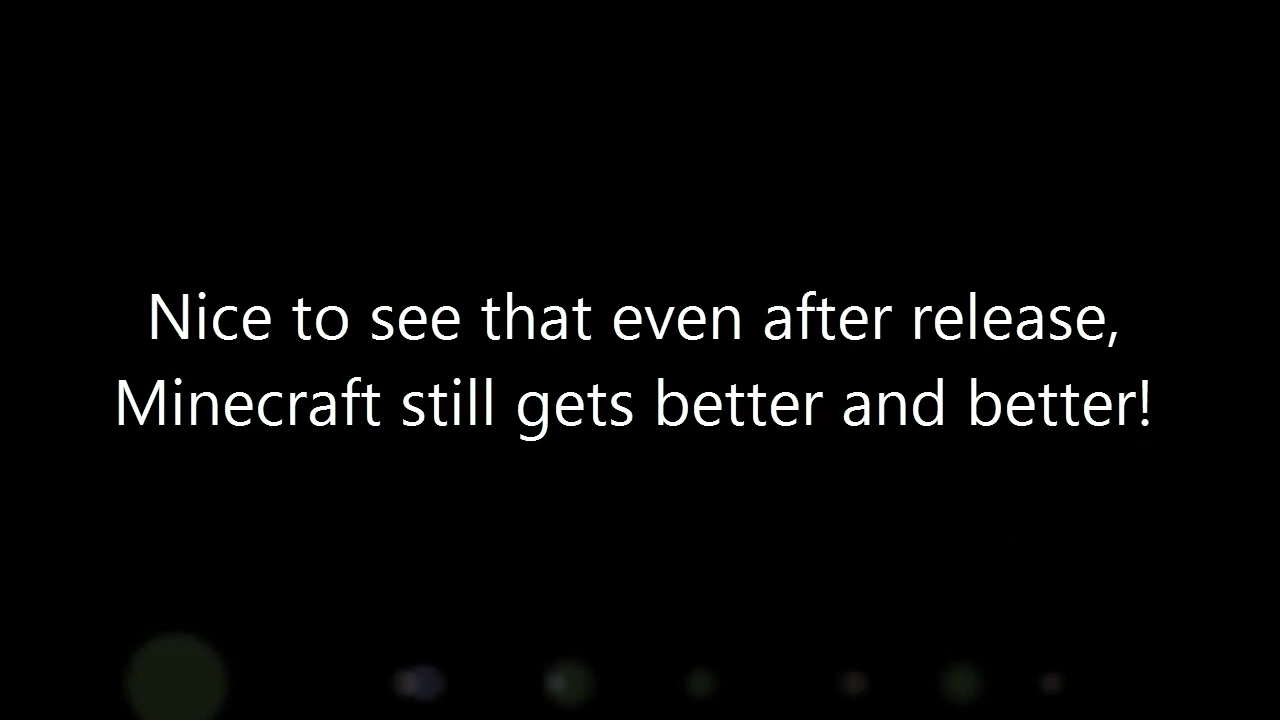 Nice to see that even after release,
Minecraft still gets better and better!